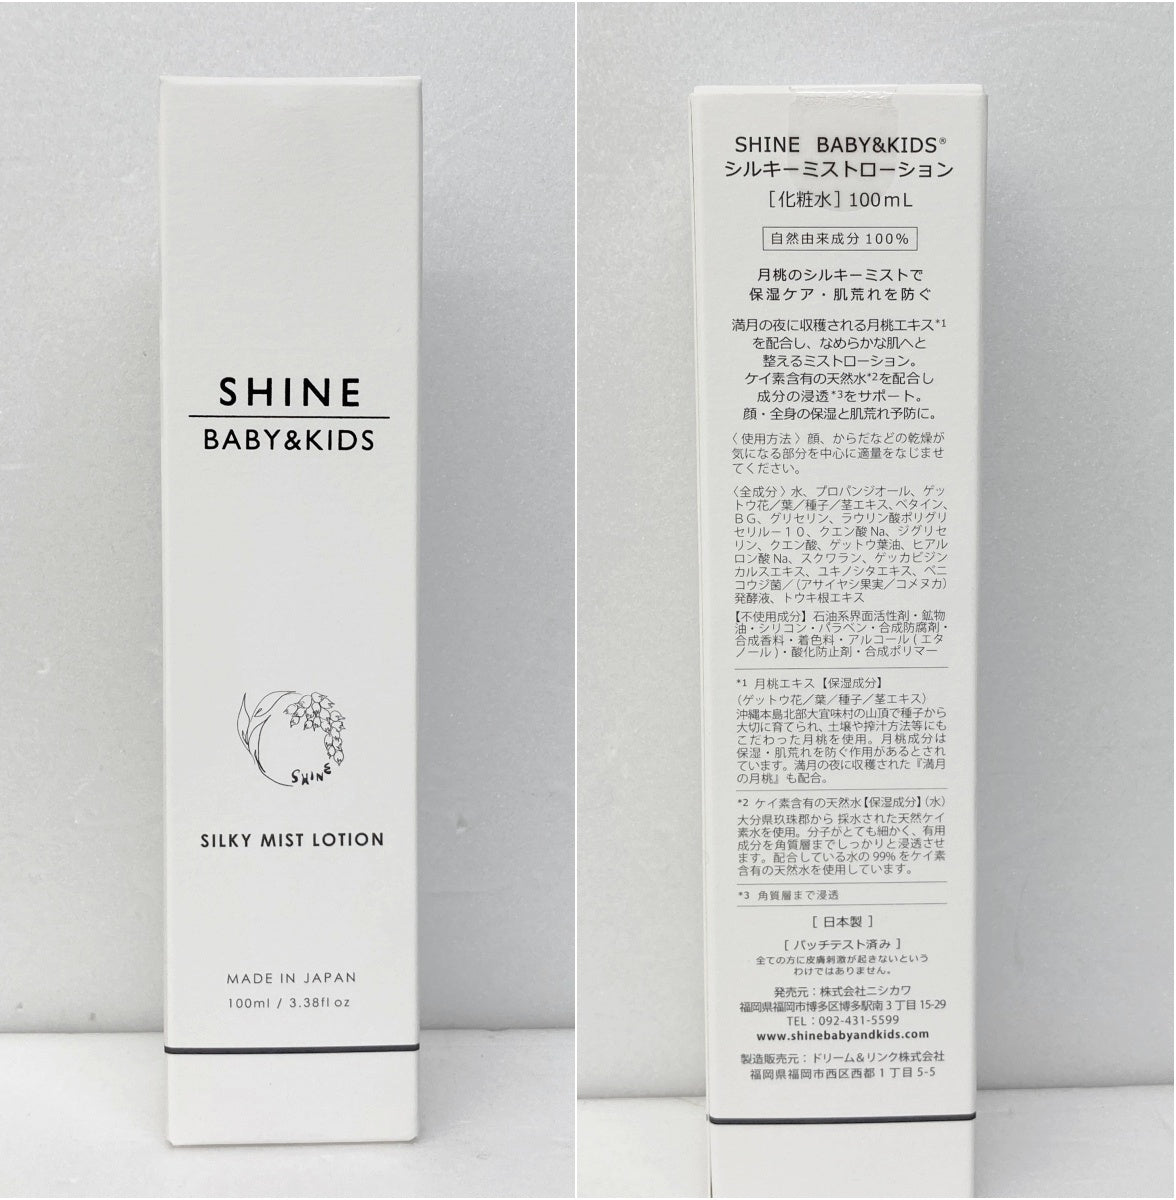 SHINE
BABY&KIDS
SHINE
SILKY MIST LOTION
MADE IN JAPAN
100ml / 3.38fl oz
SHINE BABY&KIDS®
シルキーミストローション
[化粧水] 100mL
自然由来成分100%
月桃のシルキーミストで
保湿ケア・肌荒れを防ぐ
満月の夜に収穫される月桃エキス*1
を配合し、なめらかな肌へと
整えるミストローション。
ケイ素含有の天然水*2を配合し
成分の浸透*3をサポート。
顔・全身の保湿と肌荒れ予防に。
〈使用方法〉顔、からだなどの乾燥が
気になる部分を中心に適量をなじませ
てください。
〈全成分〉水、プロパンジオール、ゲッ
トウ花/葉/種子/茎エキス、ベタイン、
BG、グリセリン、ラウリン酸ポリグリ
セリル－10、クエン酸Na、ジグリセ
リン、クエン酸、ゲットウ葉油、ヒアル
ロン酸Na、スクワラン、ゲッカビジン
カルスエキス、ユキノシタエキス、ベニ
コウジ菌/(アサイヤシ果実/コメヌカ)
発酵液、トウキ根エキス
【不使用成分】石油系界面活性剤・鉱物
油・シリコン・パラベン・合成防腐剤・
合成香料・着色料・アルコール(エタ
ノール)・酸化防止剤・合成ポリマー
*1 月桃エキス【保湿成分】
(ゲットウ花/葉/種子/茎エキス)
沖縄本島北部大宜味村の山頂で種子から
大切に育てられ、土壌や搾汁方法等にも
こだわった月桃を使用。月桃成分は
保湿・肌荒れを防ぐ作用があるとされ
ています。満月の夜に収穫された『満月
の月桃』も配合。
*2 ケイ素含有の天然水【保湿成分】(水)
大分県玖珠郡から 採水された天然ケイ
素水を使用。分子がとても細かく、有用
成分を角質層までしっかりと浸透させ
ます。配合している水の99%をケイ素
含有の天然水を使用しています。
*3 角質層まで浸透
[ 日本製 ]
[ パッチテスト済み ]
全ての方に皮膚刺激が起きないという
わけではありません。
発売元：株式会社ニシカワ
福岡県福岡市博多区博多駅南3丁目15-29
TEL：092-431-5599
www.shinebabyandkids.com
製造販売元：ドリーム&リンク株式会社
福岡県福岡市西区西都1丁目5-5